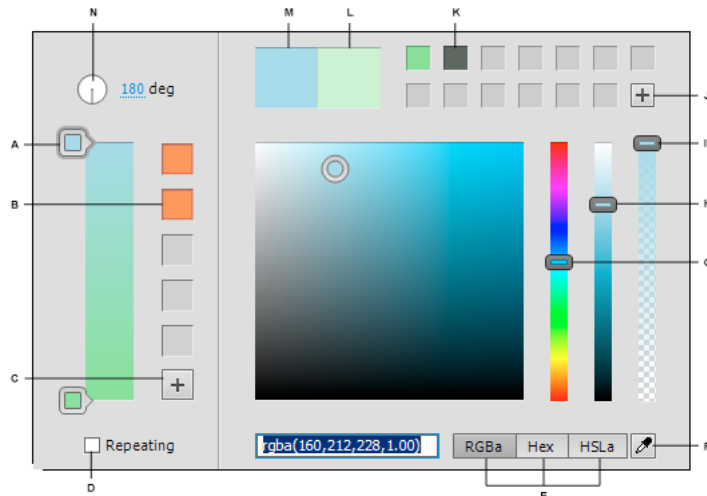 N
M
L
K
180 deg
J
A
I
B
H
G
C
Repeating
rgba(160,212,228,1.00)
RGBa
Hex
HSLa
F
D
E